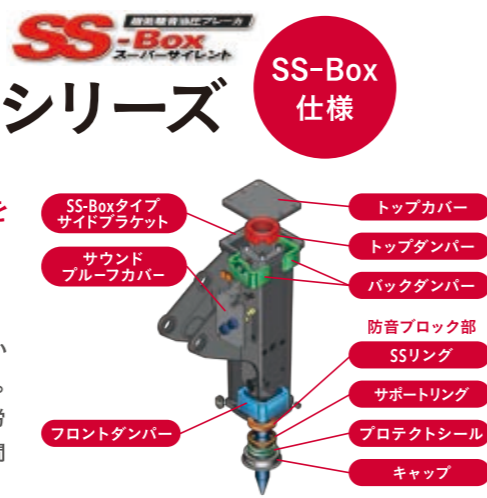 超低騒音油圧ブレーカ
SS-Box
スーパーサイレント
シリーズ
SS-Box
仕様
を
SS-Boxタイプ
サイドブラケット
サウンド
プルーフカバー
フロントダンパー
トップカバー
トップダンパー
バックダンパー
防音ブロック部
SSリング
サポートリング
プロテクトシール
キャップ
い
。
労
間